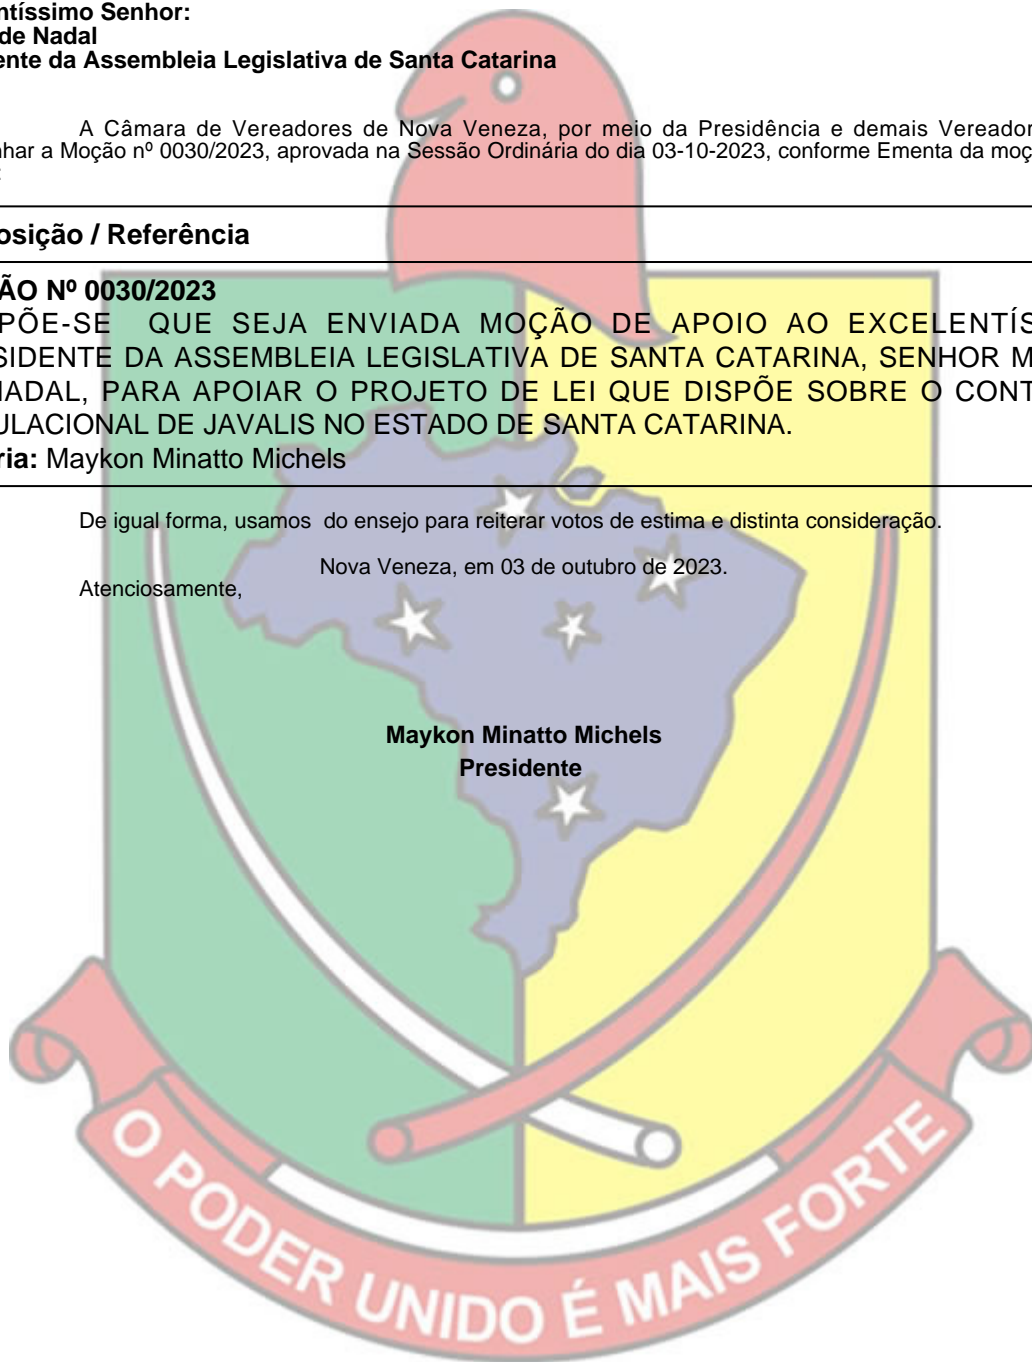 ntíssimo Senhor:
de Nadal
ente da Assembleia Legislativa de Santa Catarina
A Câmara de Vereadores de Nova Veneza, por meio da Presidência e demais Vereador
nhar a Moção nº 0030/2023, aprovada na Sessão Ordinária do dia 03-10-2023, conforme Ementa da moç
:
osição / Referência
ÃO Nº 0030/2023
PÕE-SE QUE SEJA ENVIADA MOÇÃO DE APOIO AO EXCELENTÍS
SIDENTE DA ASSEMBLEIA LEGISLATIVA DE SANTA CATARINA, SENHOR M
NADAL, PARA APOIAR O PROJETO DE LEI QUE DISPÕE SOBRE O CONT
ULACIONAL DE JAVALIS NO ESTADO DE SANTA CATARINA.
ria: Maykon Minatto Michels
De igual forma, usamos do ensejo para reiterar votos de estima e distinta consideração.
Nova Veneza, em 03 de outubro de 2023.
Atenciosamente,
Maykon Minatto Michels
Presidente
O PODER UNIDO É MAIS FORTE